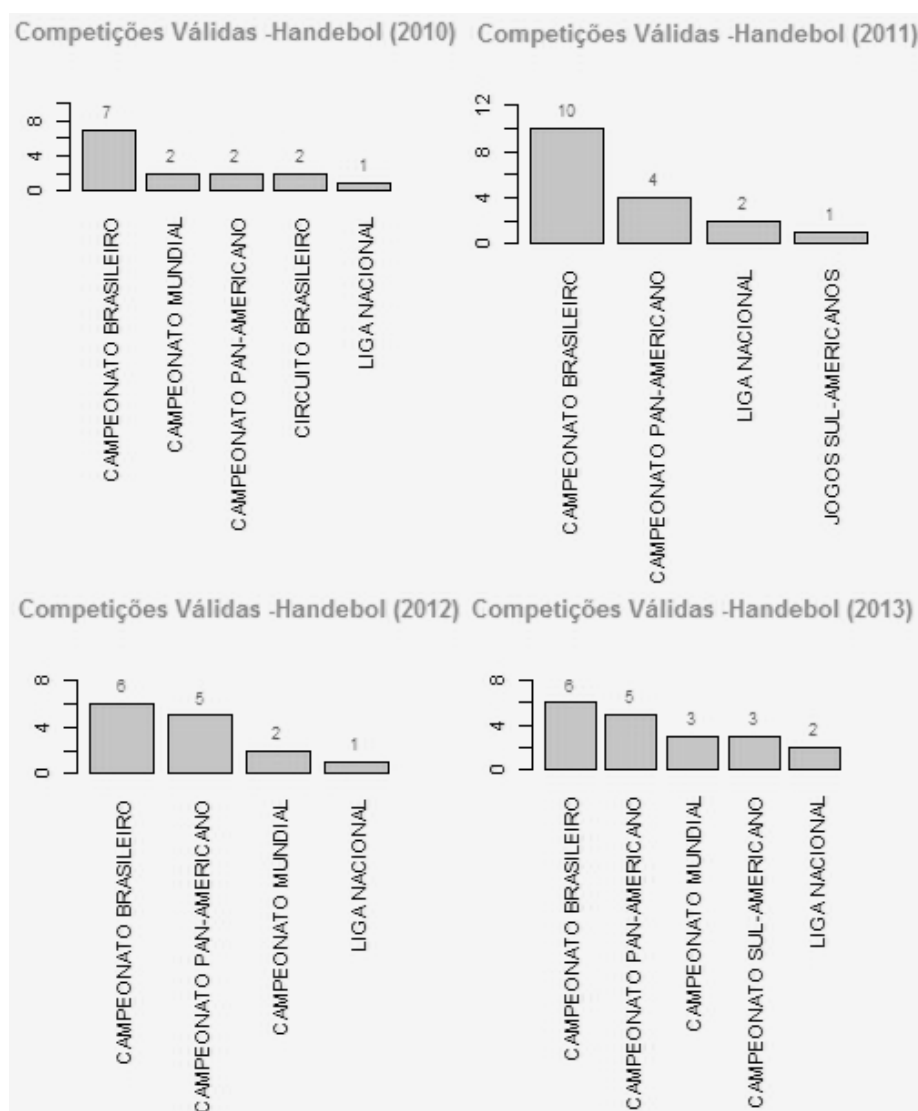 Competições Válidas -Handebol (2010)
0 4 8
7
2
2
2
1
CAMPEONATO BRASILEIRO
CAMPEONATO MUNDIAL
CAMPEONATO PAN-AMERICANO
CIRCUITO BRASILEIRO
LIGA NACIONAL
Competições Válidas -Handebol (2011)
0 4 8 12
10
4
2
1
CAMPEONATO BRASILEIRO
CAMPEONATO PAN-AMERICANO
LIGA NACIONAL
JOGOS SUL-AMERICANOS
Competições Válidas -Handebol (2012)
0 4 8
6
5
2
1
CAMPEONATO BRASILEIRO
CAMPEONATO PAN-AMERICANO
CAMPEONATO MUNDIAL
LIGA NACIONAL
Competições Válidas -Handebol (2013)
0 4 8
6
5
3
3
2
CAMPEONATO BRASILEIRO
CAMPEONATO PAN-AMERICANO
CAMPEONATO MUNDIAL
CAMPEONATO SUL-AMERICANO
LIGA NACIONAL